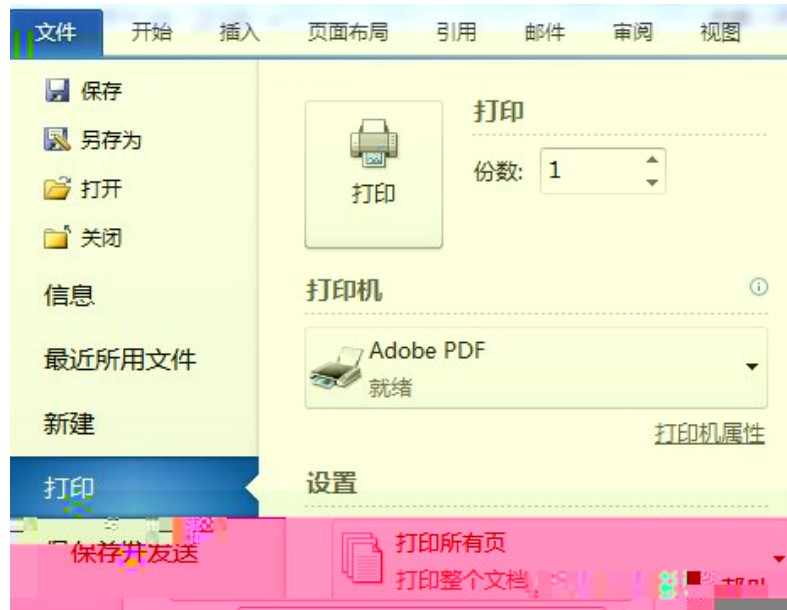 文件 开始 插入 页面布局 引用 邮件 审阅 视图
保存
另存为
打开
关闭
信息
最近所用文件
新建
打印
保存并发送
打印
打印
份数: 1
打印机
Adobe PDF
就绪
打印机属性
设置
打印所有页
打印整个文档